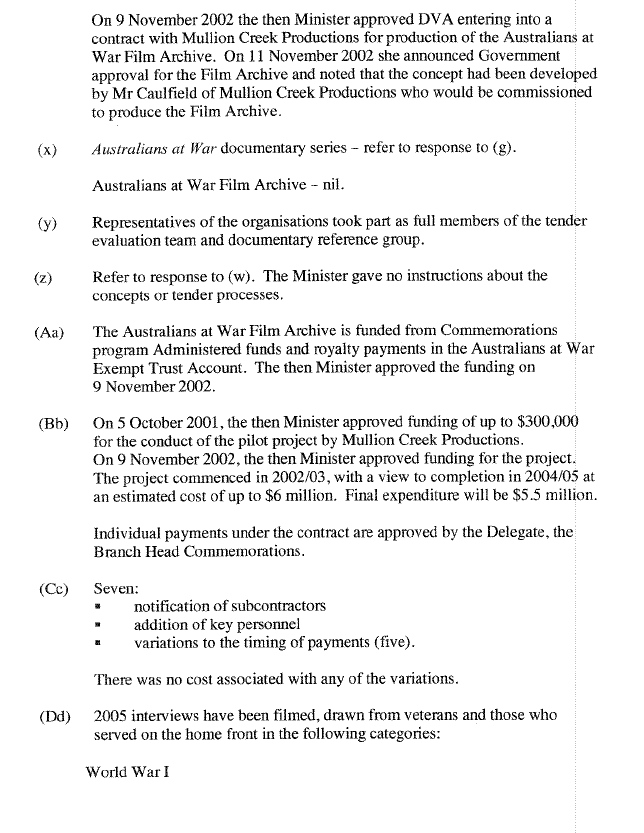 On 9 November 2002 the then Minister approved DVA entering into a
contract with Mullion Creek Productions for production of the Australians at
War Film Archive. On 11 November 2002 she announced Government
approval for the Film Archive and noted that the concept had been developed
by Mr Caulfield of Mullion Creek Productions who would be commissioned
to produce the Film Archive.
(x) Australians at War documentary series – refer to response to (g).
Australians at War Film Archive – nil.
(y) Representatives of the organisations took part as full members of the tender
evaluation team and documentary reference group.
(z) Refer to response to (w). The Minister gave no instructions about the
concepts or tender processes.
(Aa) The Australians at War Film Archive is funded from Commemorations
program Administered funds and royalty payments in the Australians at War
Exempt Trust Account. The then Minister approved the funding on
9 November 2002.
(Bb) On 5 October 2001, the then Minister approved funding of up to $300,000
for the conduct of the pilot project by Mullion Creek Productions.
On 9 November 2002, the then Minister approved funding for the project.
The project commenced in 2002/03, with a view to completion in 2004/05 at
an estimated cost of up to $6 million. Final expenditure will be $5.5 million.
Individual payments under the contract are approved by the Delegate, the
Branch Head Commemorations.
(Cc) Seven:
▪ notification of subcontractors
▪ addition of key personnel
▪ variations to the timing of payments (five).
There was no cost associated with any of the variations.
(Dd) 2005 interviews have been filmed, drawn from veterans and those who
served on the home front in the following categories:
World War I